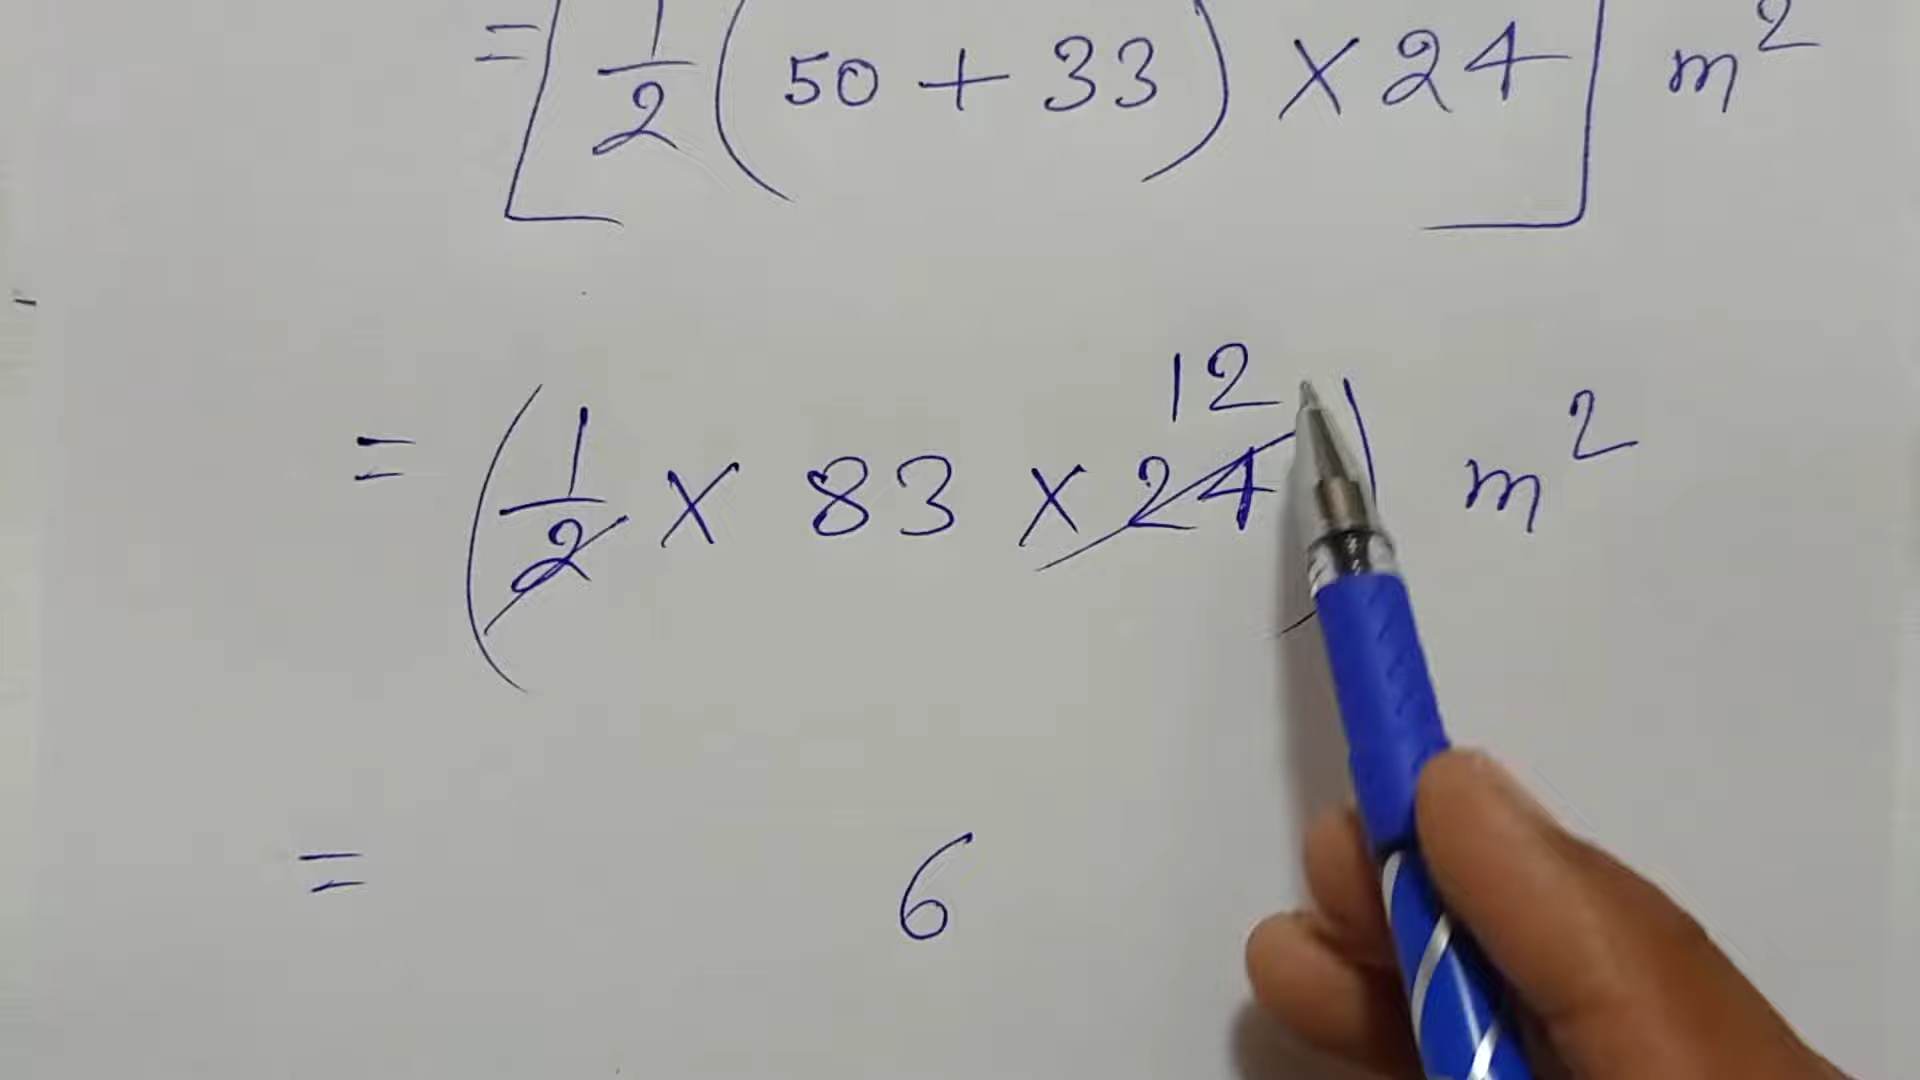 = [ 1/2 ( 50 + 33 ) × 24 ] m²
12
= ( 1/2 × 83 × 24 ) m²
= 6